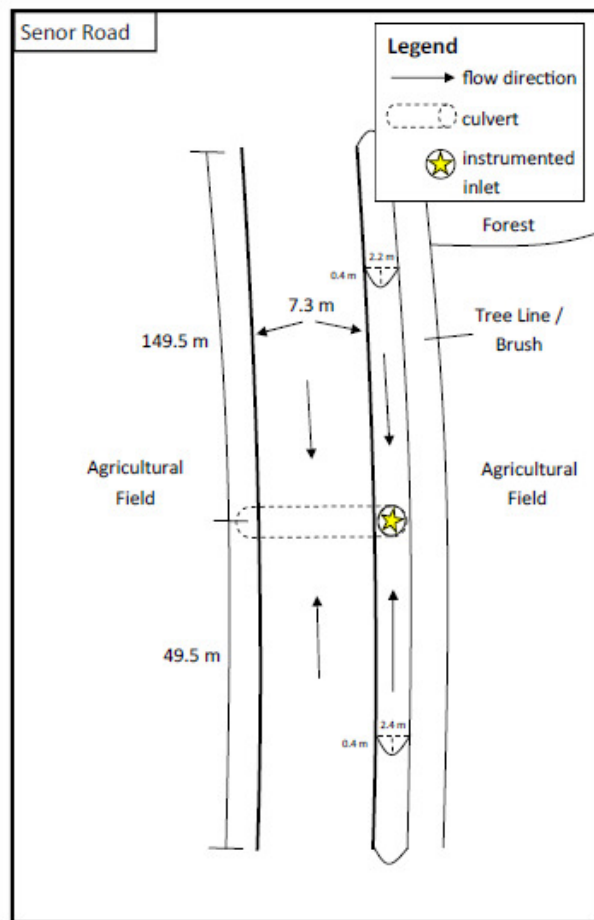 Senor Road
Legend
flow direction
culvert
instrumented
inlet
Forest
2.2 m
0.4 m
7.3 m
Tree Line /
Brush
149.5 m
Agricultural
Field
Agricultural
Field
49.5 m
2.4 m
0.4 m